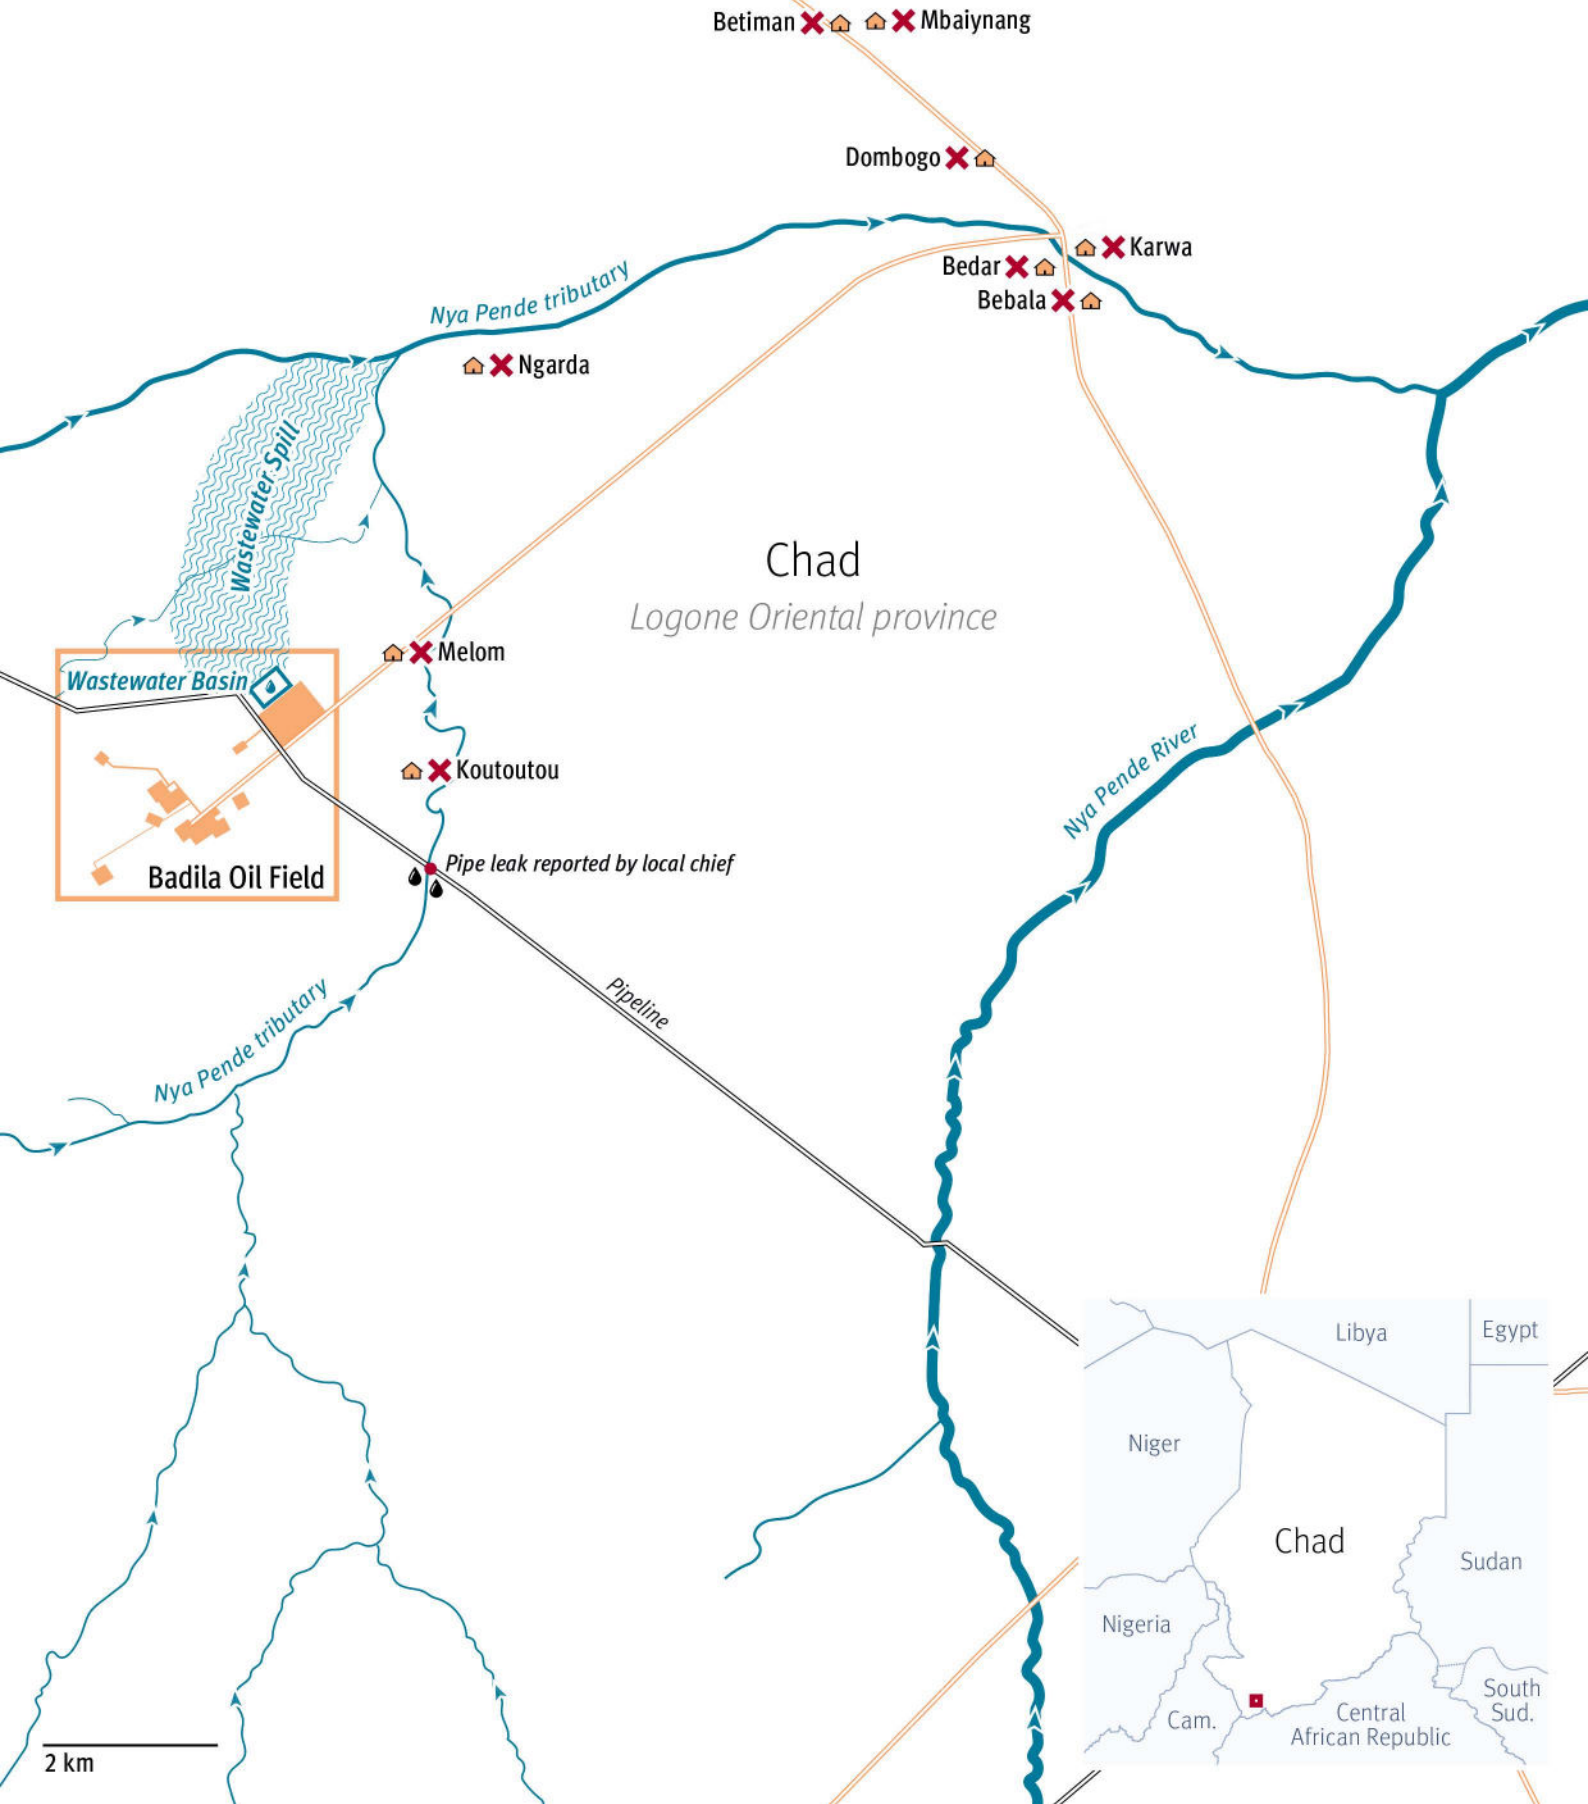 Betiman
Mbaiynang
Dombogo
Karwa
Bedar
Bebala
Nya Pende tributary
Ngarda
Wastewater Spill
Chad
Logone Oriental province
Melom
Wastewater Basin
Koutoutou
Nya Pende River
Pipe leak reported by local chief
Badila Oil Field
Pipeline
Nya Pende tributary
Libya
Egypt
Niger
Chad
Sudan
Nigeria
South
Sud.
Cam.
Central
African Republic
2 km